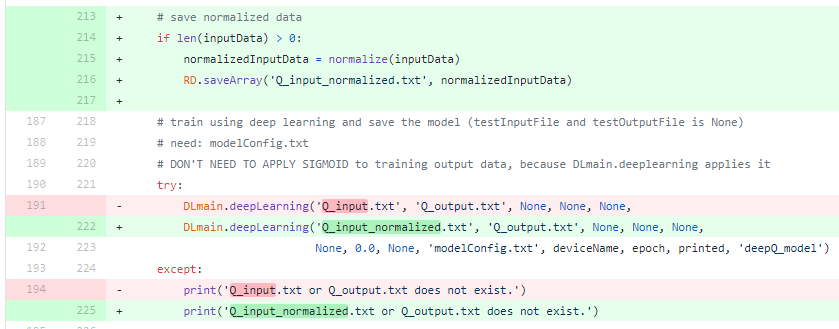 213 + # save normalized data
214 + if len(inputData) > 0:
215 + normalizedInputData = normalize(inputData)
216 + RD.saveArray('Q_input_normalized.txt', normalizedInputData)
217 +
187 218 # train using deep learning and save the model (testInputFile and testOutputFile is None)
188 219 # need: modelConfig.txt
189 220 # DON'T NEED TO APPLY SIGMOID to training output data, because DLmain.deeplearning applies it
190 221 try:
191 - DLmain.deepLearning('Q_input.txt', 'Q_output.txt', None, None, None,
222 + DLmain.deepLearning('Q_input_normalized.txt', 'Q_output.txt', None, None, None,
192 223 None, 0.0, None, 'modelConfig.txt', deviceName, epoch, printed, 'deepQ_model')
193 224 except:
194 - print('Q_input.txt or Q_output.txt does not exist.')
225 + print('Q_input_normalized.txt or Q_output.txt does not exist.')